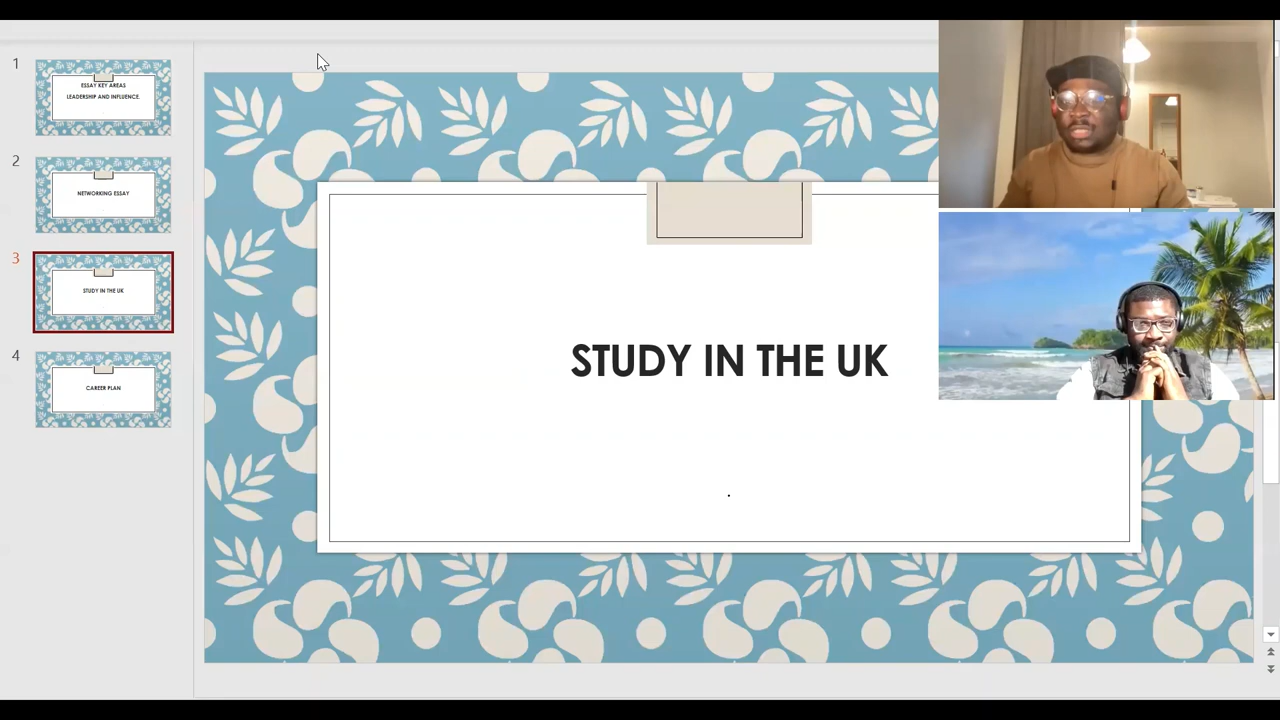 1
ESSAY KEY AREAS
LEADERSHIP AND INFLUENCE.
2
NETWORKING ESSAY
3
STUDY IN THE UK
4
CAREER PLAN
STUDY IN THE UK
.